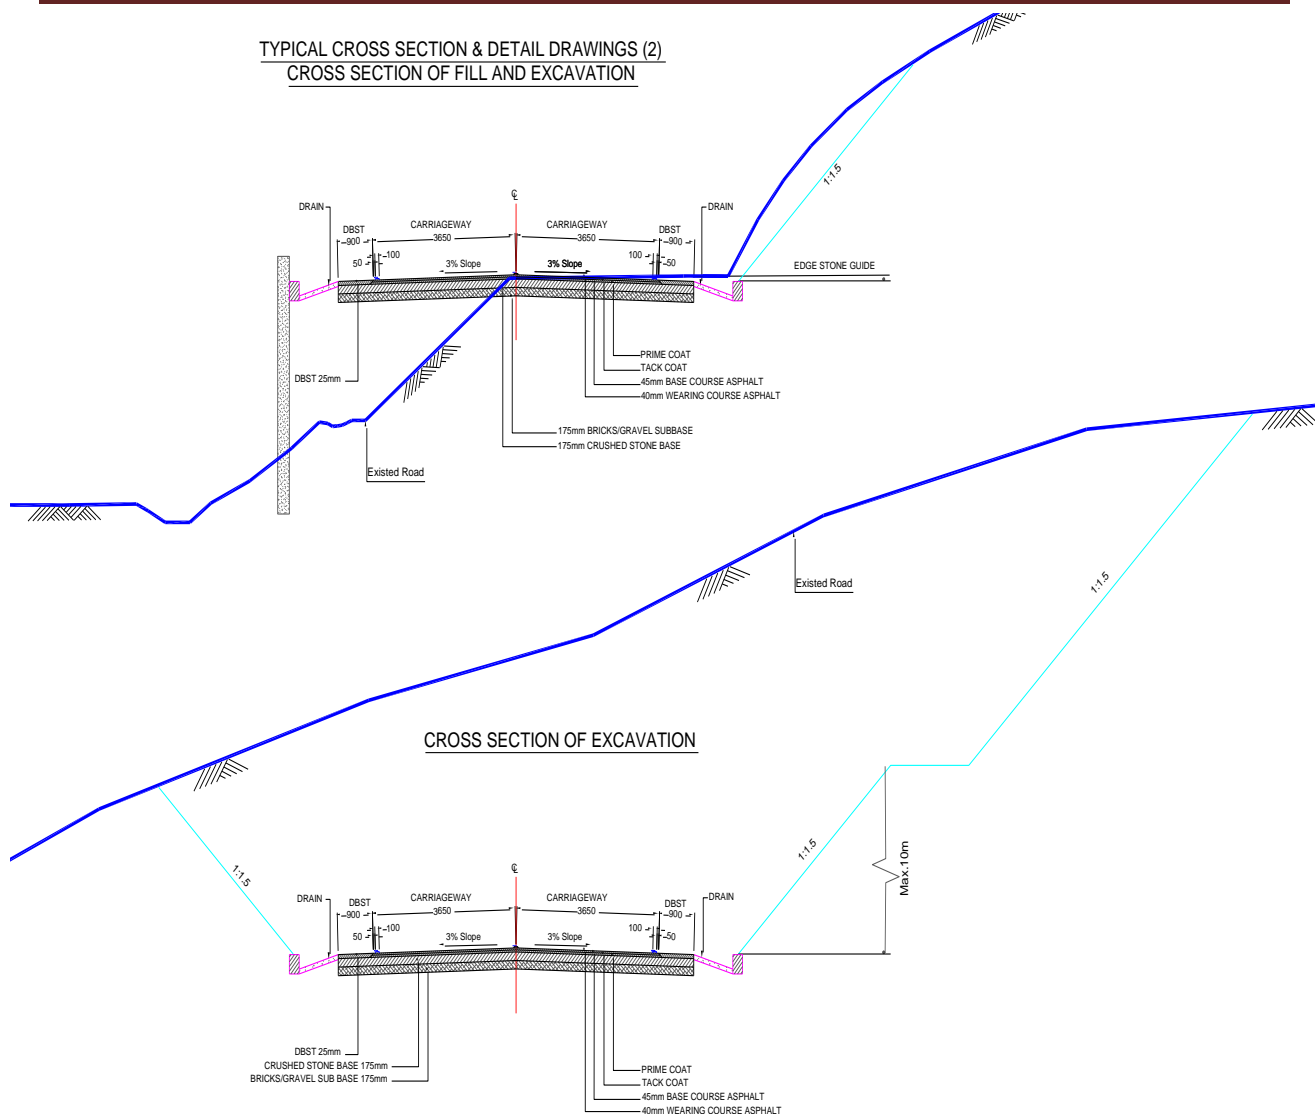 TYPICAL CROSS SECTION & DETAIL DRAWINGS (2)
CROSS SECTION OF FILL AND EXCAVATION
1:1.5
℄
DRAIN
DBST
CARRIAGEWAY
CARRIAGEWAY
DBST
DRAIN
900
3650
3650
900
100
50
100
50
3% Slope
3% Slope
EDGE STONE GUIDE
DBST 25mm
PRIME COAT
TACK COAT
45mm BASE COURSE ASPHALT
40mm WEARING COURSE ASPHALT
175mm BRICKS/GRAVEL SUBBASE
175mm CRUSHED STONE BASE
Existed Road
Existed Road
1:1.5
CROSS SECTION OF EXCAVATION
1:1.5
1:1.5
Max.10m
℄
DRAIN
DBST
CARRIAGEWAY
CARRIAGEWAY
DBST
DRAIN
900
3650
3650
900
100
50
100
50
3% Slope
3% Slope
DBST 25mm
CRUSHED STONE BASE 175mm
BRICKS/GRAVEL SUB BASE 175mm
PRIME COAT
TACK COAT
45mm BASE COURSE ASPHALT
40mm WEARING COURSE ASPHALT